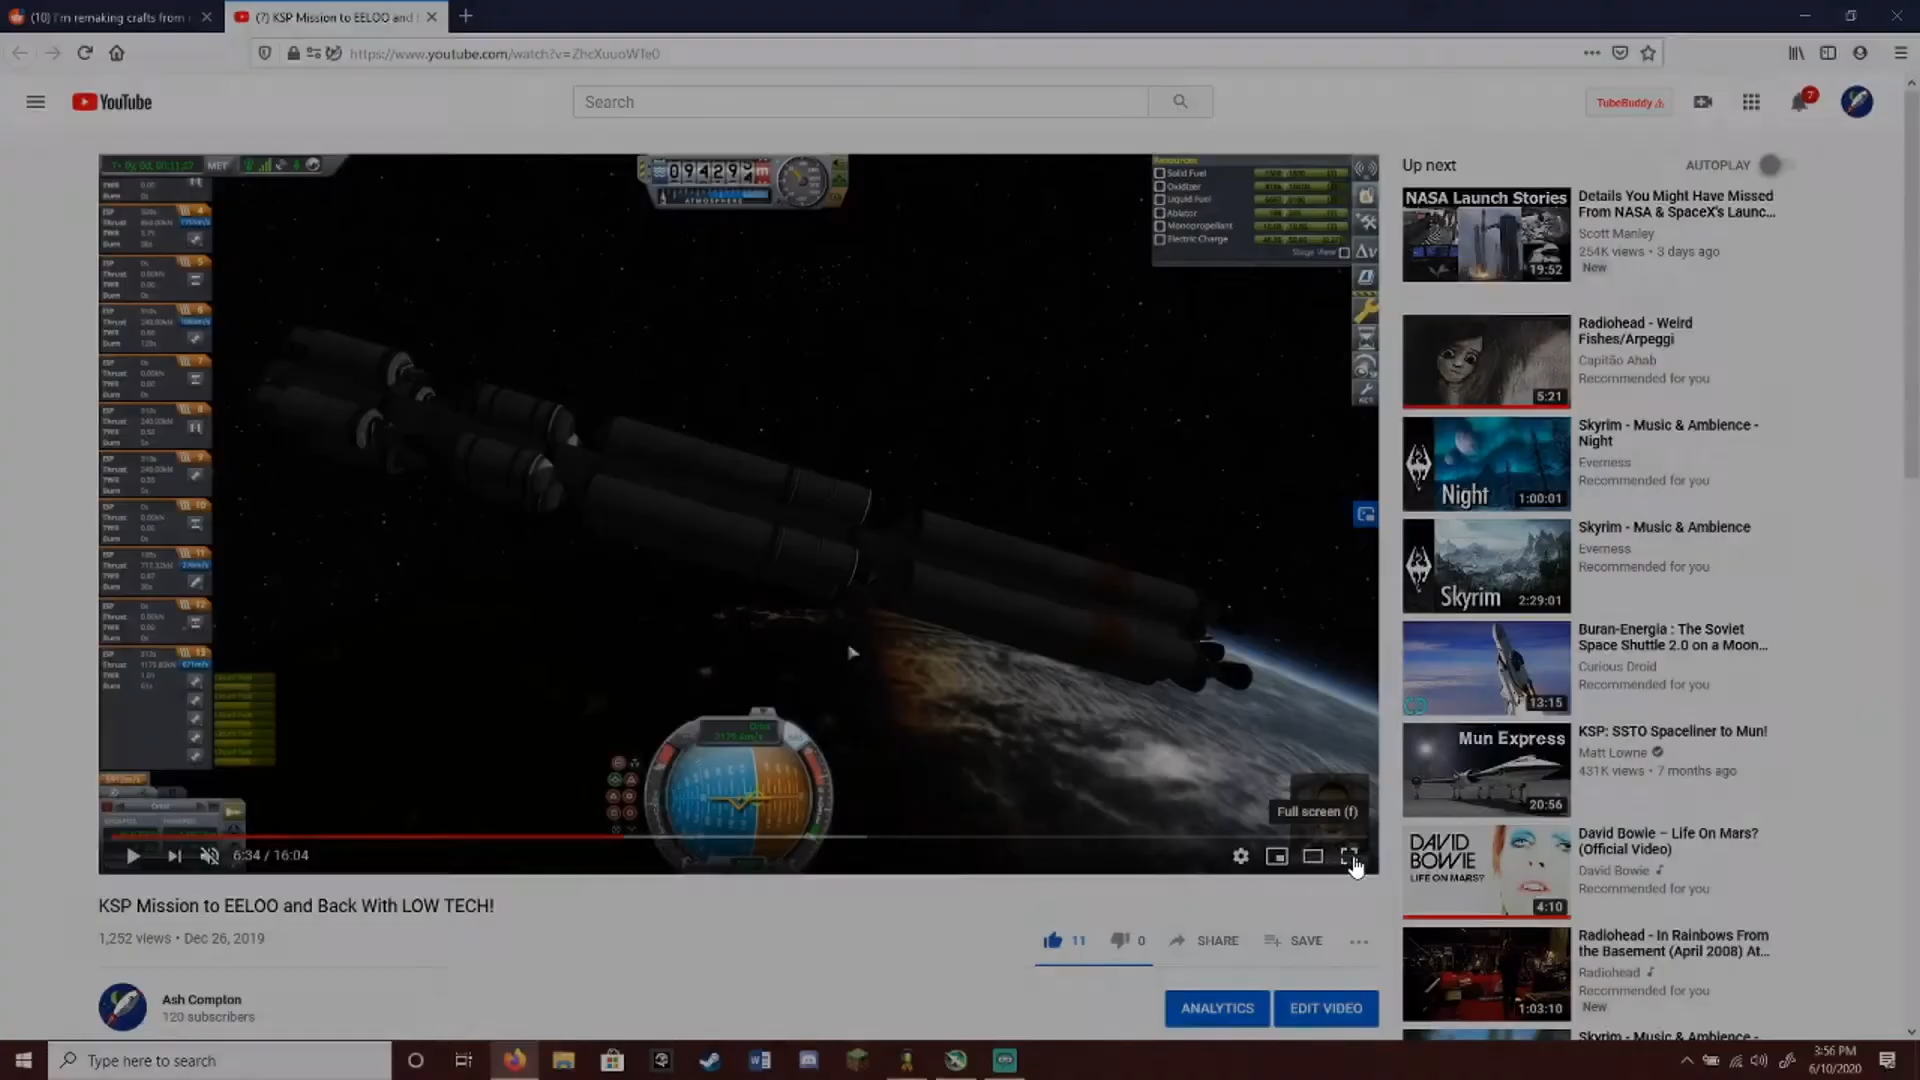 (10) I'm remaking crafts from
(7) KSP Mission to EELOO and
https://www.youtube.com/watch?v=ZhcXuuoWTe0
YouTube
Search
TubeBuddy
7
MET
ATMOSPHERE
Resources
Solid Fuel
Oxidizer
Liquid Fuel
Ablator
Monopropellant
Electric Charge
Stage View
Orbit
Full screen (f)
6:34 / 16:04
KSP Mission to EELOO and Back With LOW TECH!
1,252 views • Dec 26, 2019
11
0
SHARE
SAVE
Ash Compton
120 subscribers
ANALYTICS
EDIT VIDEO
Up next
AUTOPLAY
NASA Launch Stories
19:52
Details You Might Have Missed
From NASA & SpaceX's Launc...
Scott Manley
254K views • 3 days ago
New
5:21
Radiohead - Weird
Fishes/Arpeggi
Capitão Ahab
Recommended for you
Night
1:00:01
Skyrim - Music & Ambience -
Night
Everness
Recommended for you
Skyrim
2:29:01
Skyrim - Music & Ambience
Everness
Recommended for you
13:15
Buran-Energia : The Soviet
Space Shuttle 2.0 on a Moon...
Curious Droid
Recommended for you
Mun Express
20:56
KSP: SSTO Spaceliner to Mun!
Matt Lowne
431K views • 7 months ago
DAVID
BOWIE
LIFE ON MARS?
4:10
David Bowie – Life On Mars?
(Official Video)
David Bowie
Recommended for you
1:03:10
Radiohead - In Rainbows From
the Basement (April 2008) At...
Radiohead
Recommended for you
New
Skyrim - Music & Ambience -
Type here to search
3:56 PM
6/10/2020